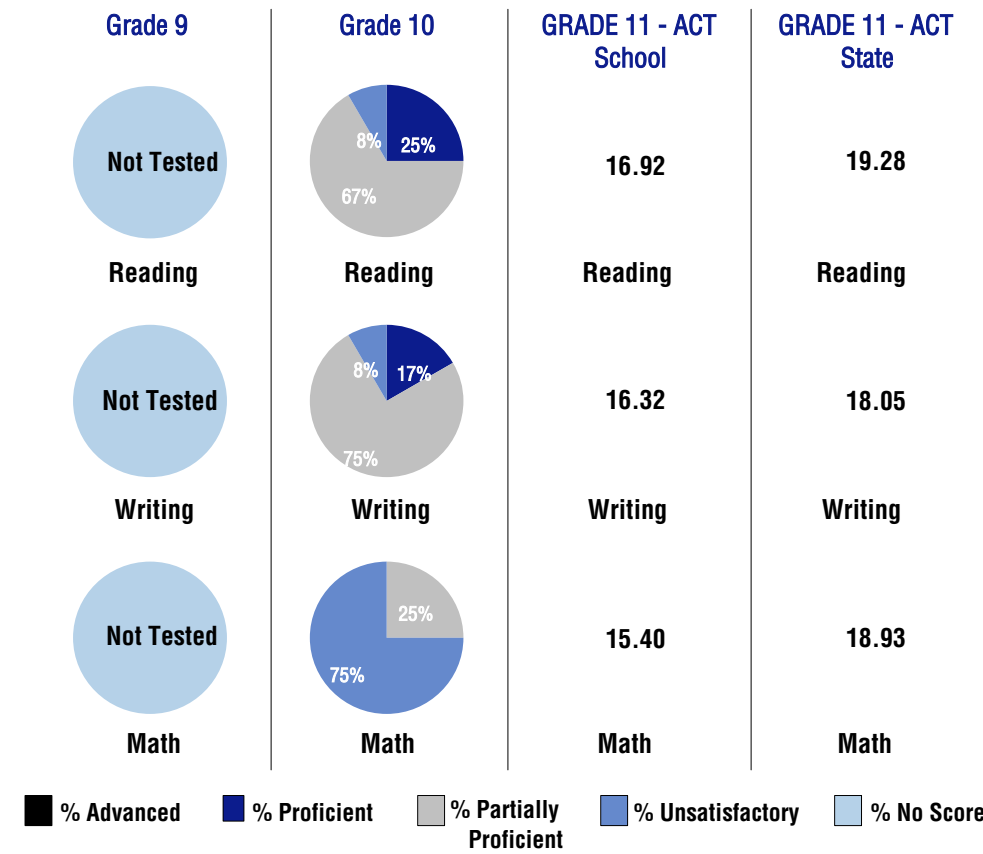 Grade 9
Grade 10
GRADE 11 - ACT
School
GRADE 11 - ACT
State
Not Tested
8%
25%
67%
16.92
19.28
Reading
Reading
Reading
Reading
Not Tested
8%
17%
75%
16.32
18.05
Writing
Writing
Writing
Writing
Not Tested
25%
75%
15.40
18.93
Math
Math
Math
Math
% Advanced
% Proficient
% Partially
Proficient
% Unsatisfactory
% No Score